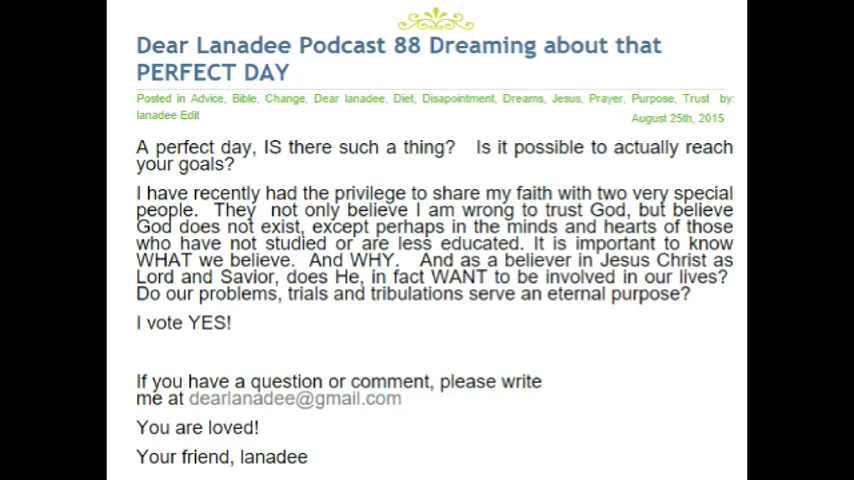 Dear Lanadee Podcast 88 Dreaming about that
PERFECT DAY
Posted in Advice, Bible, Change, Dear lanadee, Diet, Disapointment, Dreams, Jesus, Prayer, Purpose, Trust by:
lanadee Edit
August 25th, 2015
A perfect day, IS there such a thing? Is it possible to actually reach
your goals?
I have recently had the privilege to share my faith with two very special
people. They not only believe I am wrong to trust God, but believe
God does not exist, except perhaps in the minds and hearts of those
who have not studied or are less educated. It is important to know
WHAT we believe. And WHY. And as a believer in Jesus Christ as
Lord and Savior, does He, in fact WANT to be involved in our lives?
Do our problems, trials and tribulations serve an eternal purpose?
I vote YES!
If you have a question or comment, please write
me at dearlanadee@gmail.com
You are loved!
Your friend, lanadee